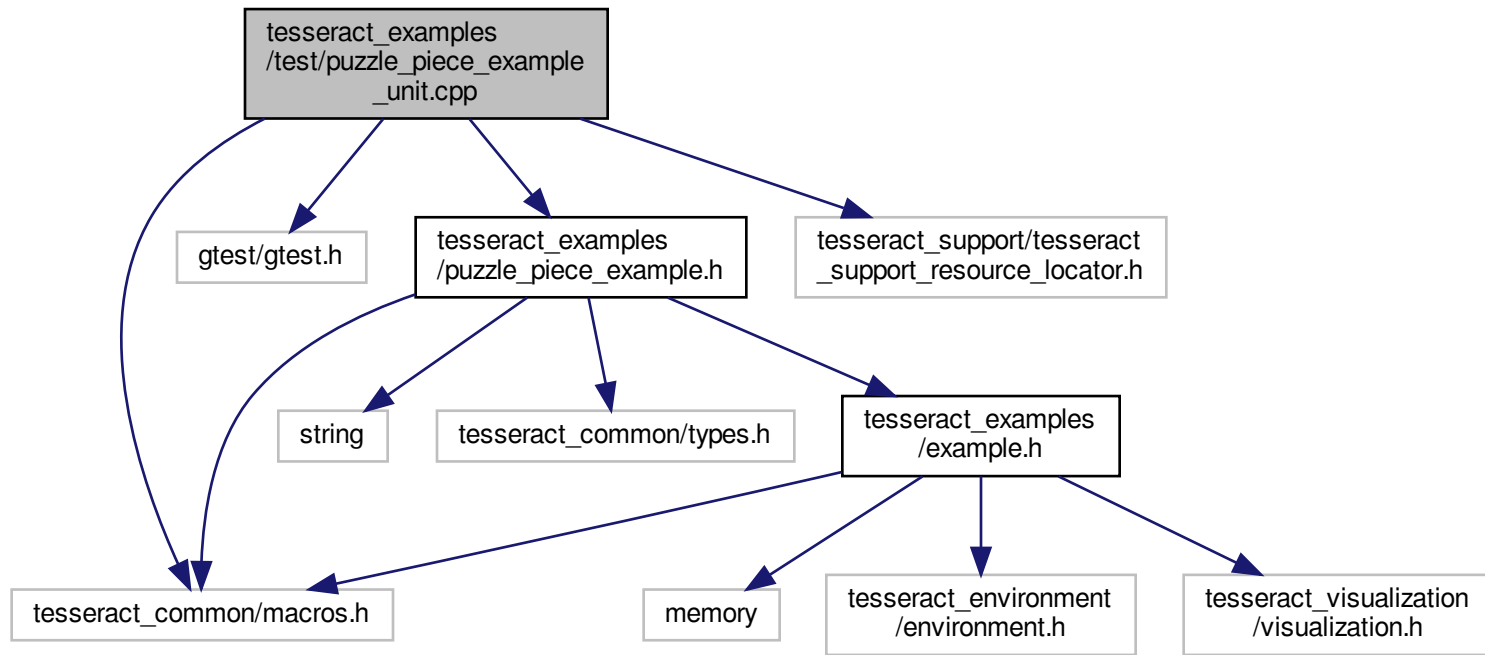 tesseract_examples
/test/puzzle_piece_example
_unit.cpp
gtest/gtest.h
tesseract_examples
/puzzle_piece_example.h
tesseract_support/tesseract
_support_resource_locator.h
string
tesseract_common/types.h
tesseract_examples
/example.h
tesseract_common/macros.h
memory
tesseract_environment
/environment.h
tesseract_visualization
/visualization.h